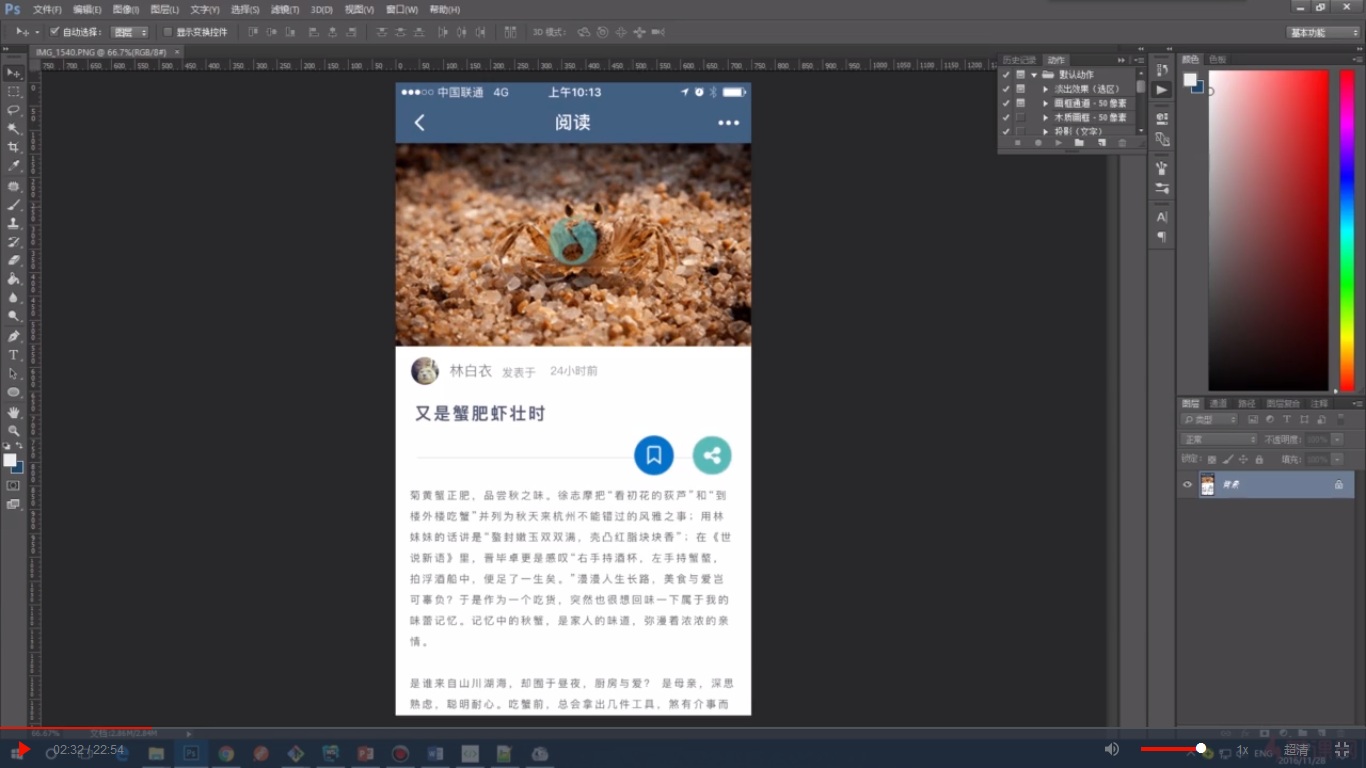 Ps 文件(F) 编辑(E) 图像(I) 图层(L) 文字(Y) 选择(S) 滤镜(T) 3D(D) 视图(V) 窗口(W) 帮助(H)
自动选择： 图层 显示变换控件 3D 模式： 基本功能
IMG_1540.PNG @ 66.7%(RGB/8#) ×
历史记录 动作
默认动作
淡出效果（选区）
画框通道 - 50 像素
木质画框 - 50 像素
投影（文字）
颜色 色板
中国联通 4G 上午10:13
阅读
林白衣 发表于 24小时前
又是蟹肥虾壮时
菊黄蟹正肥，品尝秋之味。徐志摩把“看初花的荻芦”和“到
楼外楼吃蟹”并列为秋天来杭州不能错过的风雅之事；用林
妹妹的话讲是“螯封嫩玉双双满，壳凸红脂块块香”；在《世
说新语》里，晋毕卓更是感叹“右手持酒杯，左手持蟹螯，
拍浮酒船中，便足了一生矣。”漫漫人生长路，美食与爱岂
可辜负？于是作为一个吃货，突然也很想回味一下属于我的
味蕾记忆。记忆中的秋蟹，是家人的味道，弥漫着浓浓的亲
情。
是谁来自山川湖海，却囿于昼夜，厨房与爱？ 是母亲，深思
熟虑，聪明耐心。吃蟹前，总会拿出几件工具，煞有介事而
图层 通道 路径 图层复合 注释
类型
正常 不透明度： 100%
锁定： 填充： 100%
背景
66.67% 文档:2.86M/2.84M
02:32 / 22:54 1x ENG 超清
2016/11/28